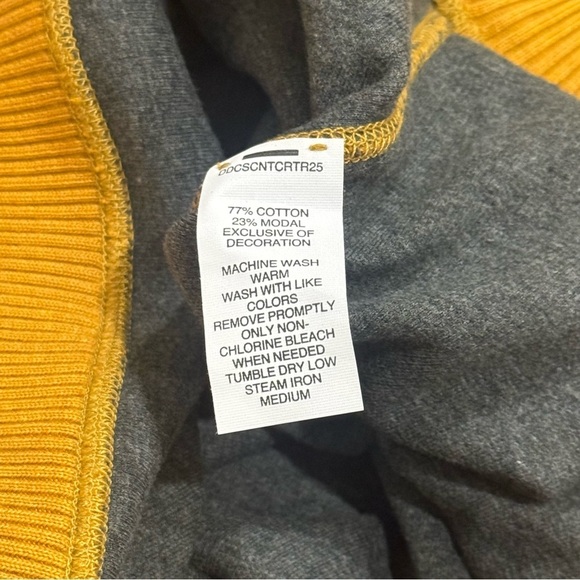 DDCSCNTCRTR25
77% COTTON
23% MODAL
EXCLUSIVE OF
DECORATION
MACHINE WASH
WARM
WASH WITH LIKE
COLORS
REMOVE PROMPTLY
ONLY NON-
CHLORINE BLEACH
WHEN NEEDED
TUMBLE DRY LOW
STEAM IRON
MEDIUM